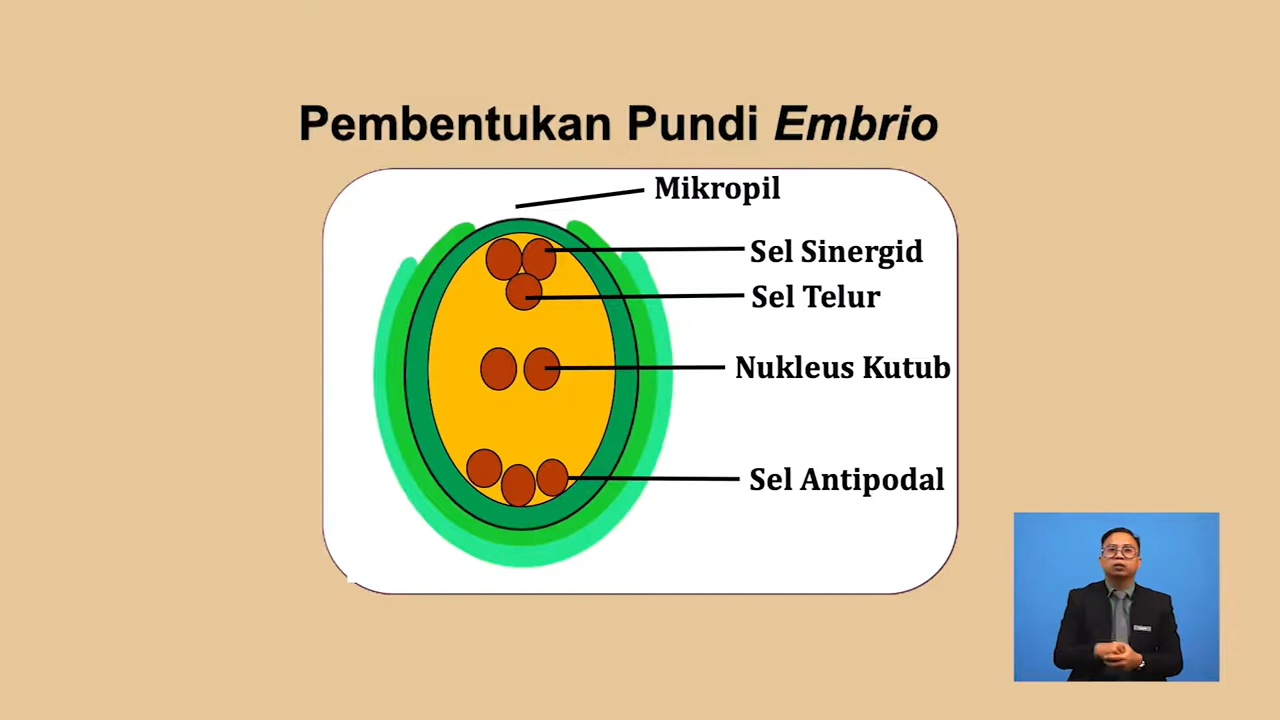 Pembentukan Pundi Embrio
Mikropil
Sel Sinergid
Sel Telur
Nukleus Kutub
Sel Antipodal